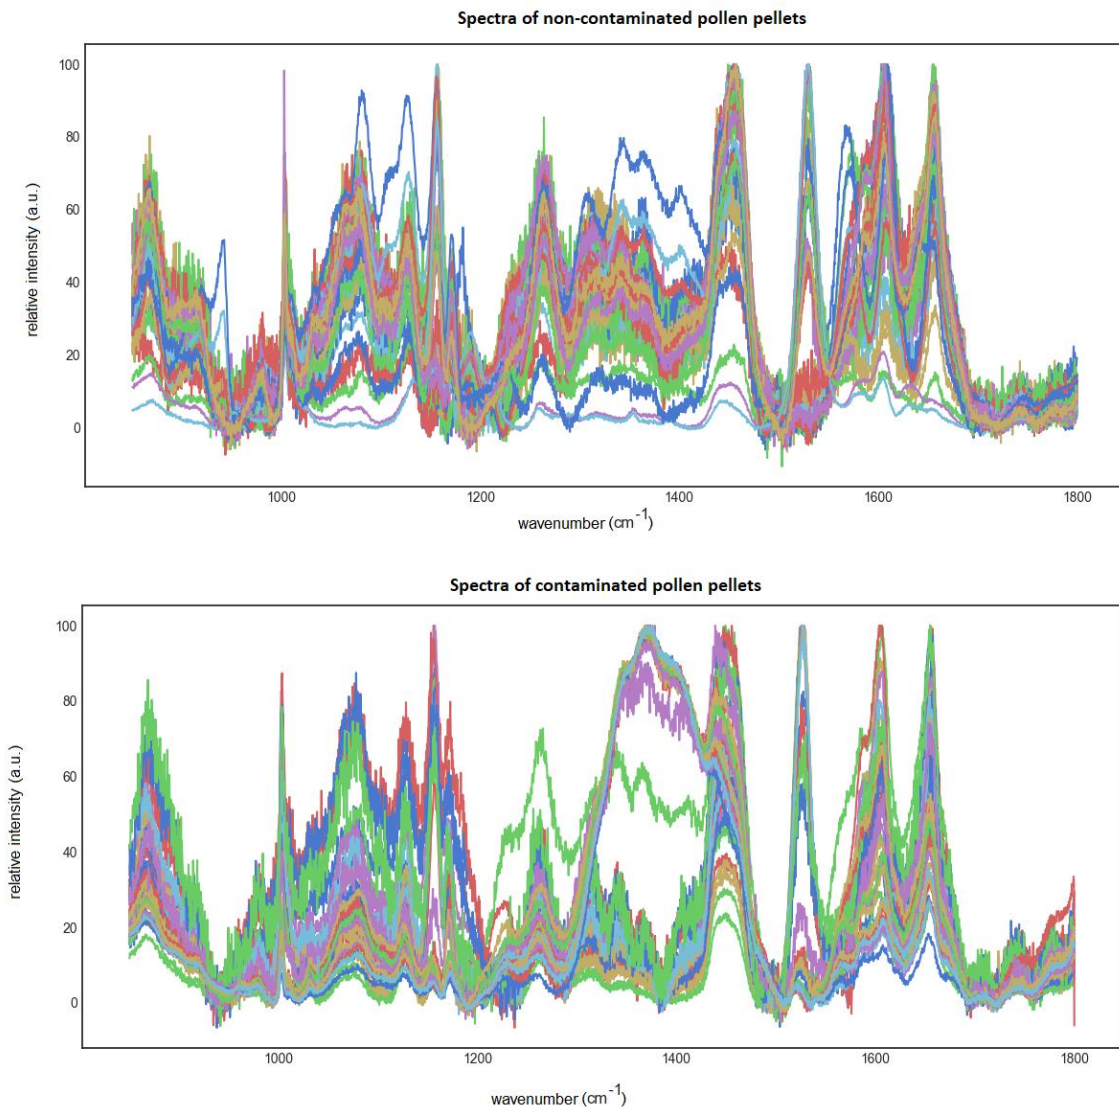 Spectra of non-contaminated pollen pellets
100
80
60
40
20
0
relative intensity (a.u.)
1000 1200 1400 1600 1800
wavenumber (cm-1)
Spectra of contaminated pollen pellets
100
80
60
40
20
0
relative intensity (a.u.)
1000 1200 1400 1600 1800
wavenumber (cm-1)